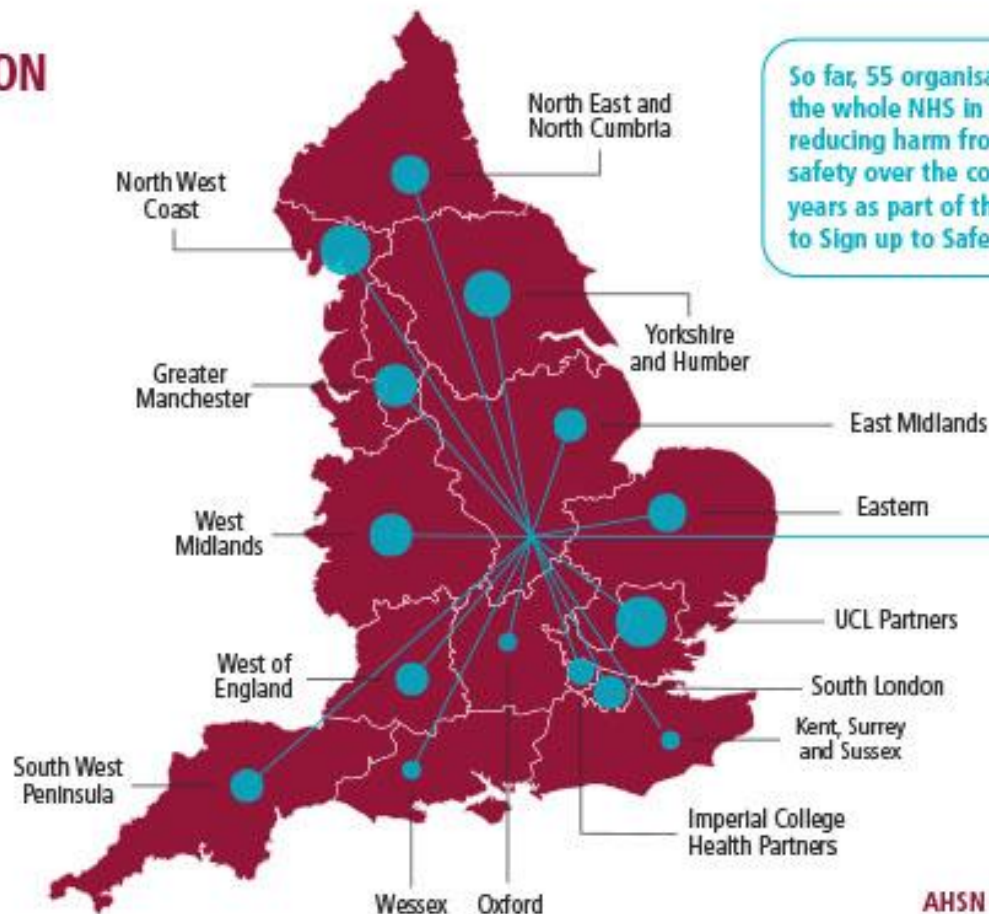 ON
So far, 55 organisa
the whole NHS in
reducing harm fro
safety over the co
years as part of th
to Sign up to Safe
North East and
North Cumbria
North West
Coast
Yorkshire
and Humber
Greater
Manchester
East Midlands
Eastern
West
Midlands
UCL Partners
West of
England
South London
Kent, Surrey
and Sussex
South West
Peninsula
Imperial College
Health Partners
Wessex
Oxford
AHSN